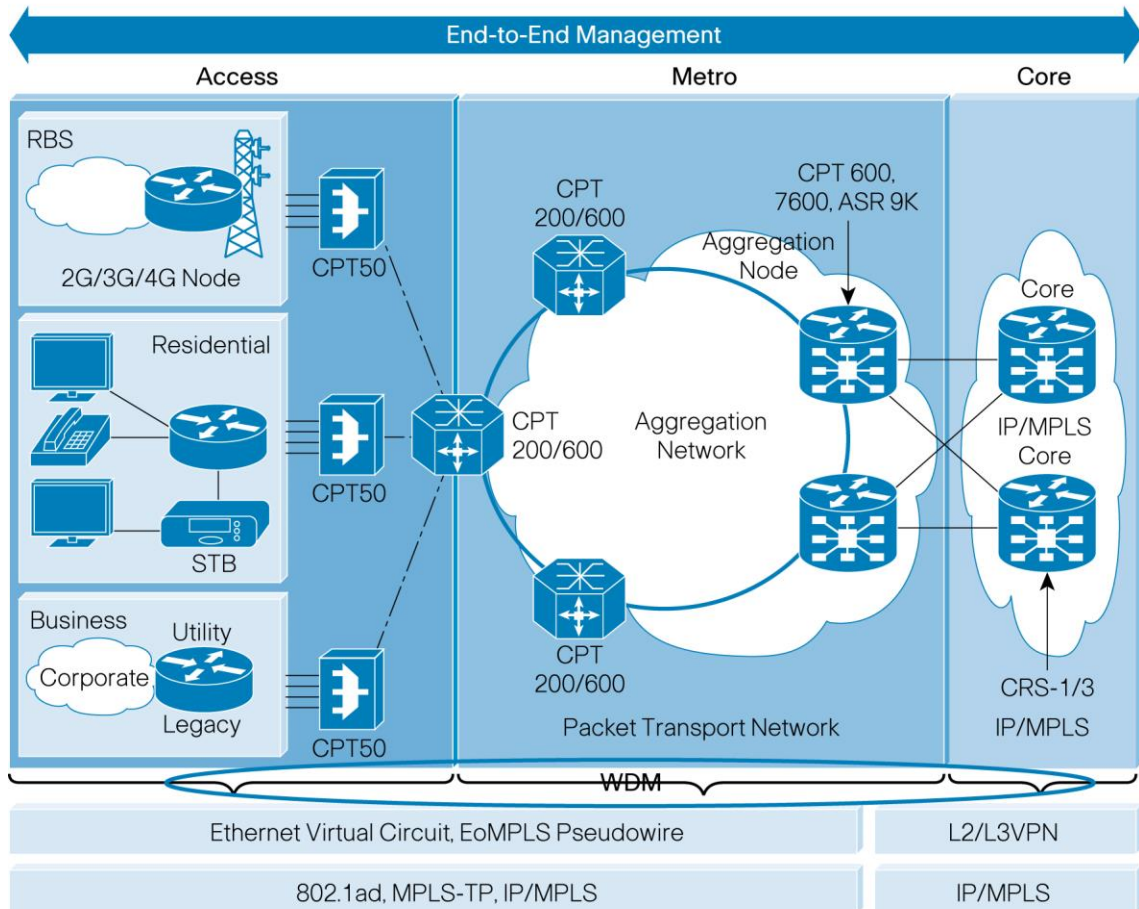 End-to-End Management
Access
Metro
Core
RBS
2G/3G/4G Node
CPT50
Residential
STB
CPT50
Business
Corporate
Utility
Legacy
CPT50
CPT
200/600
CPT
200/600
CPT
200/600
CPT 600,
7600, ASR 9K
Aggregation
Node
Aggregation
Network
Packet Transport Network
Core
IP/MPLS
Core
CRS-1/3
IP/MPLS
WDM
Ethernet Virtual Circuit, EoMPLS Pseudowire
L2/L3VPN
802.1ad, MPLS-TP, IP/MPLS
IP/MPLS